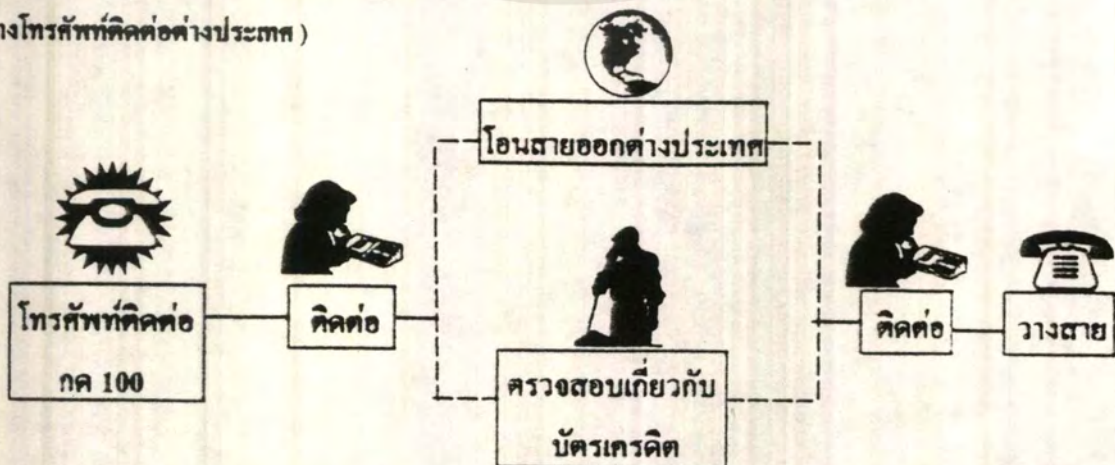 างโทรศัพท์ติดต่อต่างประเทศ )
โอนสายออกต่างประเทศ
โทรศัพท์ติดต่อ
กด 100
ติดต่อ
ตรวจสอบเกี่ยวกับ
บัตรเครดิต
ติดต่อ
วางสาย